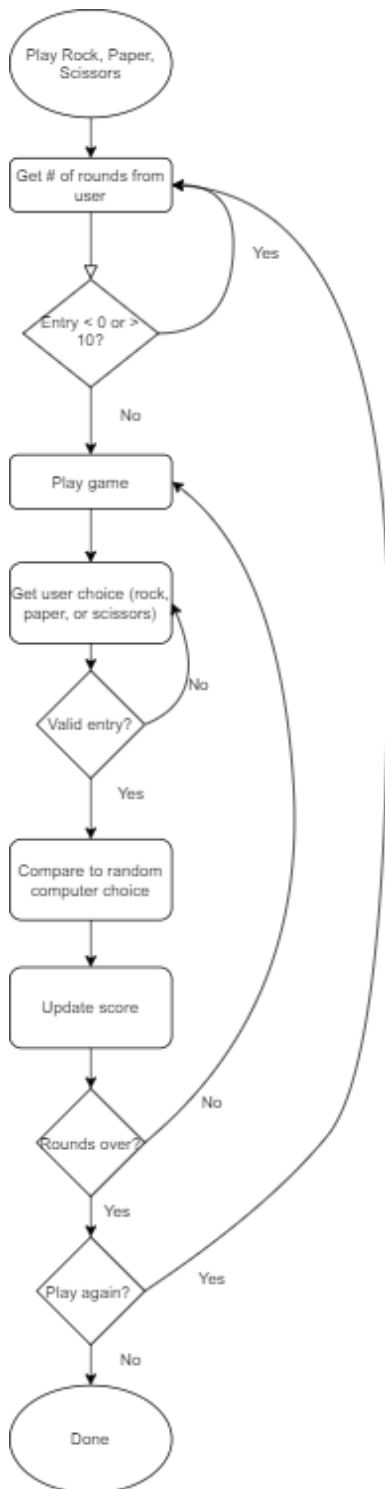 Play Rock, Paper,
Scissors
Get # of rounds from
user
Yes
Entry < 0 or >
10?
No
Play game
Get user choice (rock,
paper, or scissors)
No
Valid entry?
Yes
Compare to random
computer choice
Update score
No
Rounds over?
Yes
Yes
Play again?
No
Done